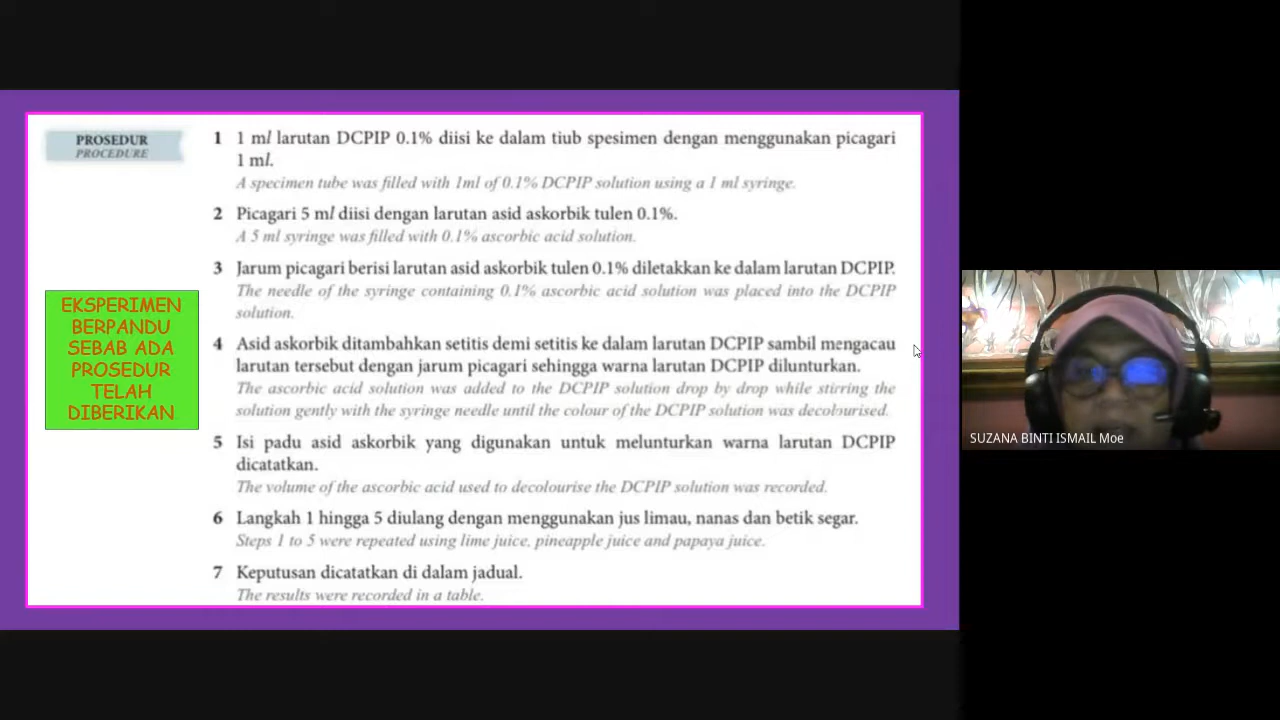 PROSEDUR
PROCEDURE
1 1 ml larutan DCPIP 0.1% diisi ke dalam tiub spesimen dengan menggunakan picagari
1 ml.
A specimen tube was filled with 1ml of 0.1% DCPIP solution using a 1 ml syringe.
2 Picagari 5 ml diisi dengan larutan asid askorbik tulen 0.1%.
A 5 ml syringe was filled with 0.1% ascorbic acid solution.
3 Jarum picagari berisi larutan asid askorbik tulen 0.1% diletakkan ke dalam larutan DCPIP.
The needle of the syringe containing 0.1% ascorbic acid solution was placed into the DCPIP
solution.
4 Asid askorbik ditambahkan setitis demi setitis ke dalam larutan DCPIP sambil mengacau
larutan tersebut dengan jarum picagari sehingga warna larutan DCPIP dilunturkan.
The ascorbic acid solution was added to the DCPIP solution drop by drop while stirring the
solution gently with the syringe needle until the colour of the DCPIP solution was decolourised.
5 Isi padu asid askorbik yang digunakan untuk melunturkan warna larutan DCPIP
dicatatkan.
The volume of the ascorbic acid used to decolourise the DCPIP solution was recorded.
6 Langkah 1 hingga 5 diulang dengan menggunakan jus limau, nanas dan betik segar.
Steps 1 to 5 were repeated using lime juice, pineapple juice and papaya juice.
7 Keputusan dicatatkan di dalam jadual.
The results were recorded in a table.
EKSPERIMEN
BERPANDU
SEBAB ADA
PROSEDUR
TELAH
DIBERIKAN.
SUZANA BINTI ISMAIL Moe